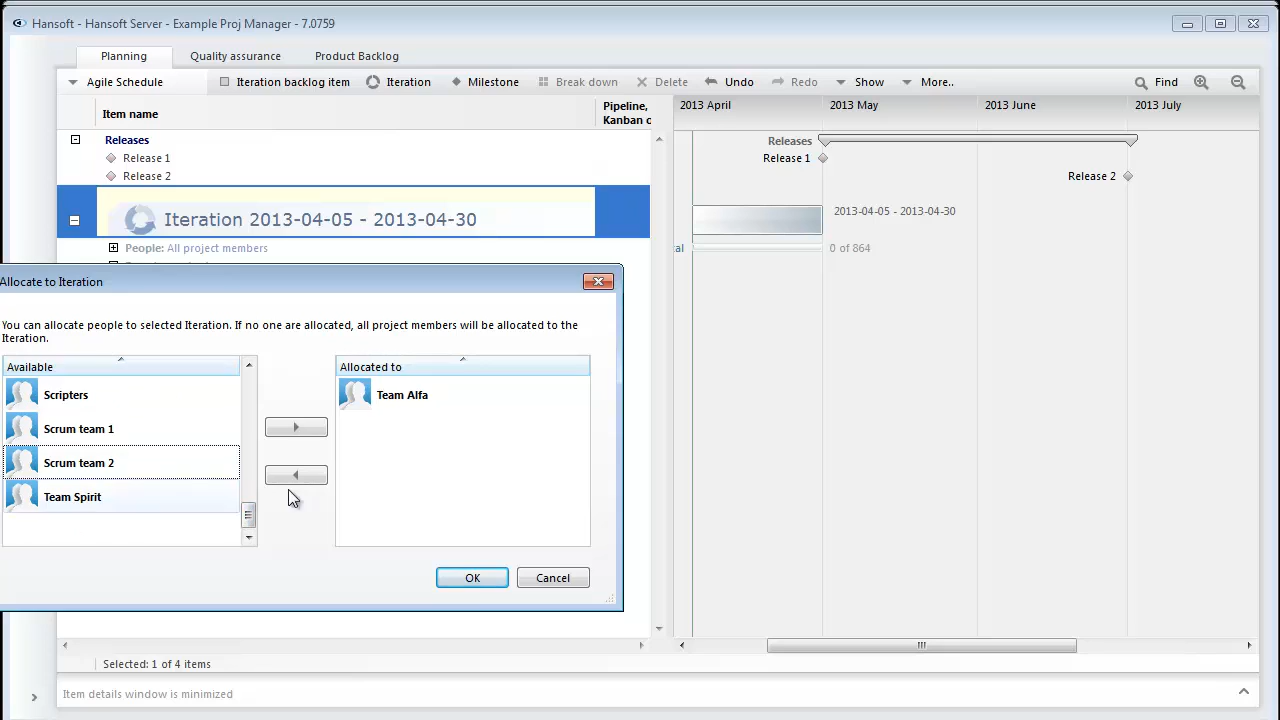 Hansoft - Hansoft Server - Example Proj Manager - 7.0759
Planning Quality assurance Product Backlog
Agile Schedule Iteration backlog item Iteration Milestone Break down Delete Undo Redo Show More.. Find
Item name
Pipeline,
Kanban c
2013 April 2013 May 2013 June 2013 July
Releases
Release 1
Release 2
Releases
Release 1
Release 2
Iteration 2013-04-05 - 2013-04-30
2013-04-05 - 2013-04-30
People: All project members
al 0 of 864
Allocate to Iteration
You can allocate people to selected Iteration. If no one are allocated, all project members will be allocated to the
Iteration.
Available
Scripters
Scrum team 1
Scrum team 2
Team Spirit
Allocated to
Team Alfa
OK Cancel
Selected: 1 of 4 items
Item details window is minimized